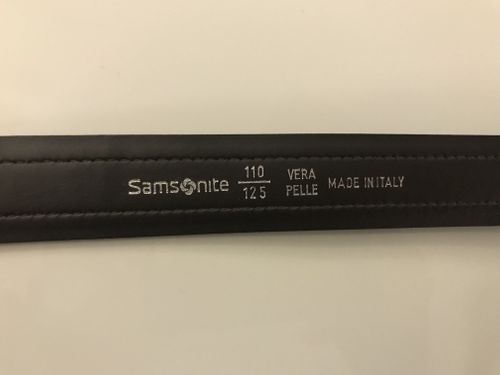 Samsonite 110 VERA MADE IN ITALY
125 PELLE